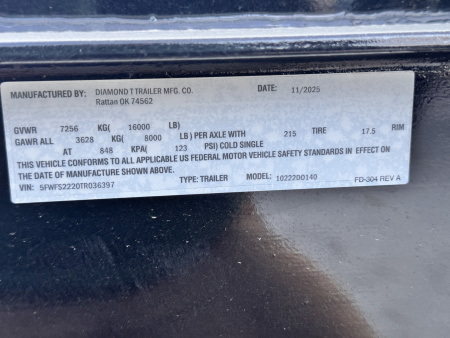 MANUFACTURED BY: DIAMOND T TRAILER MFG. CO. DATE: 11/2025
Rattan OK 74562
GVWR 7256 KG( 16000 LB)
GAWR ALL 3628 KG( 8000 LB) PER AXLE WITH 215 TIRE 17.5 RIM
AT 848 KPA( 123 PSI) COLD SINGLE
THIS VEHICLE CONFORMS TO ALL APPLICABLE US FEDERAL MOTOR VEHICLE SAFETY STANDARDS IN EFFECT ON
THE DATE OF MANUFACTURE SHOWN ABOVE.
VIN: 5FWFS2220TR036397 TYPE: TRAILER MODEL: 1022200140 FD-304 REV A